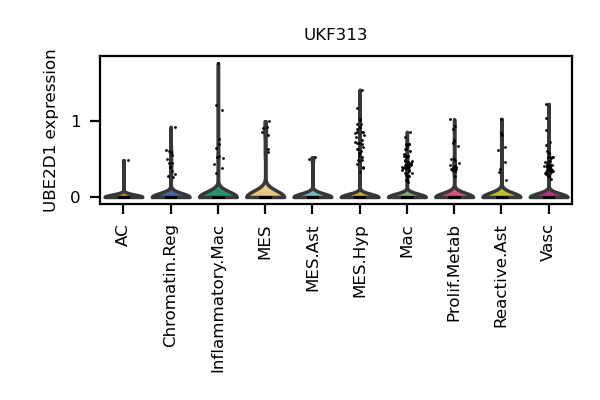 UKF313
UBE2D1 expression
1
0
AC
Chromatin.Reg
Inflammatory.Mac
MES
MES.Ast
MES.Hyp
Mac
Prolif.Metab
Reactive.Ast
Vasc